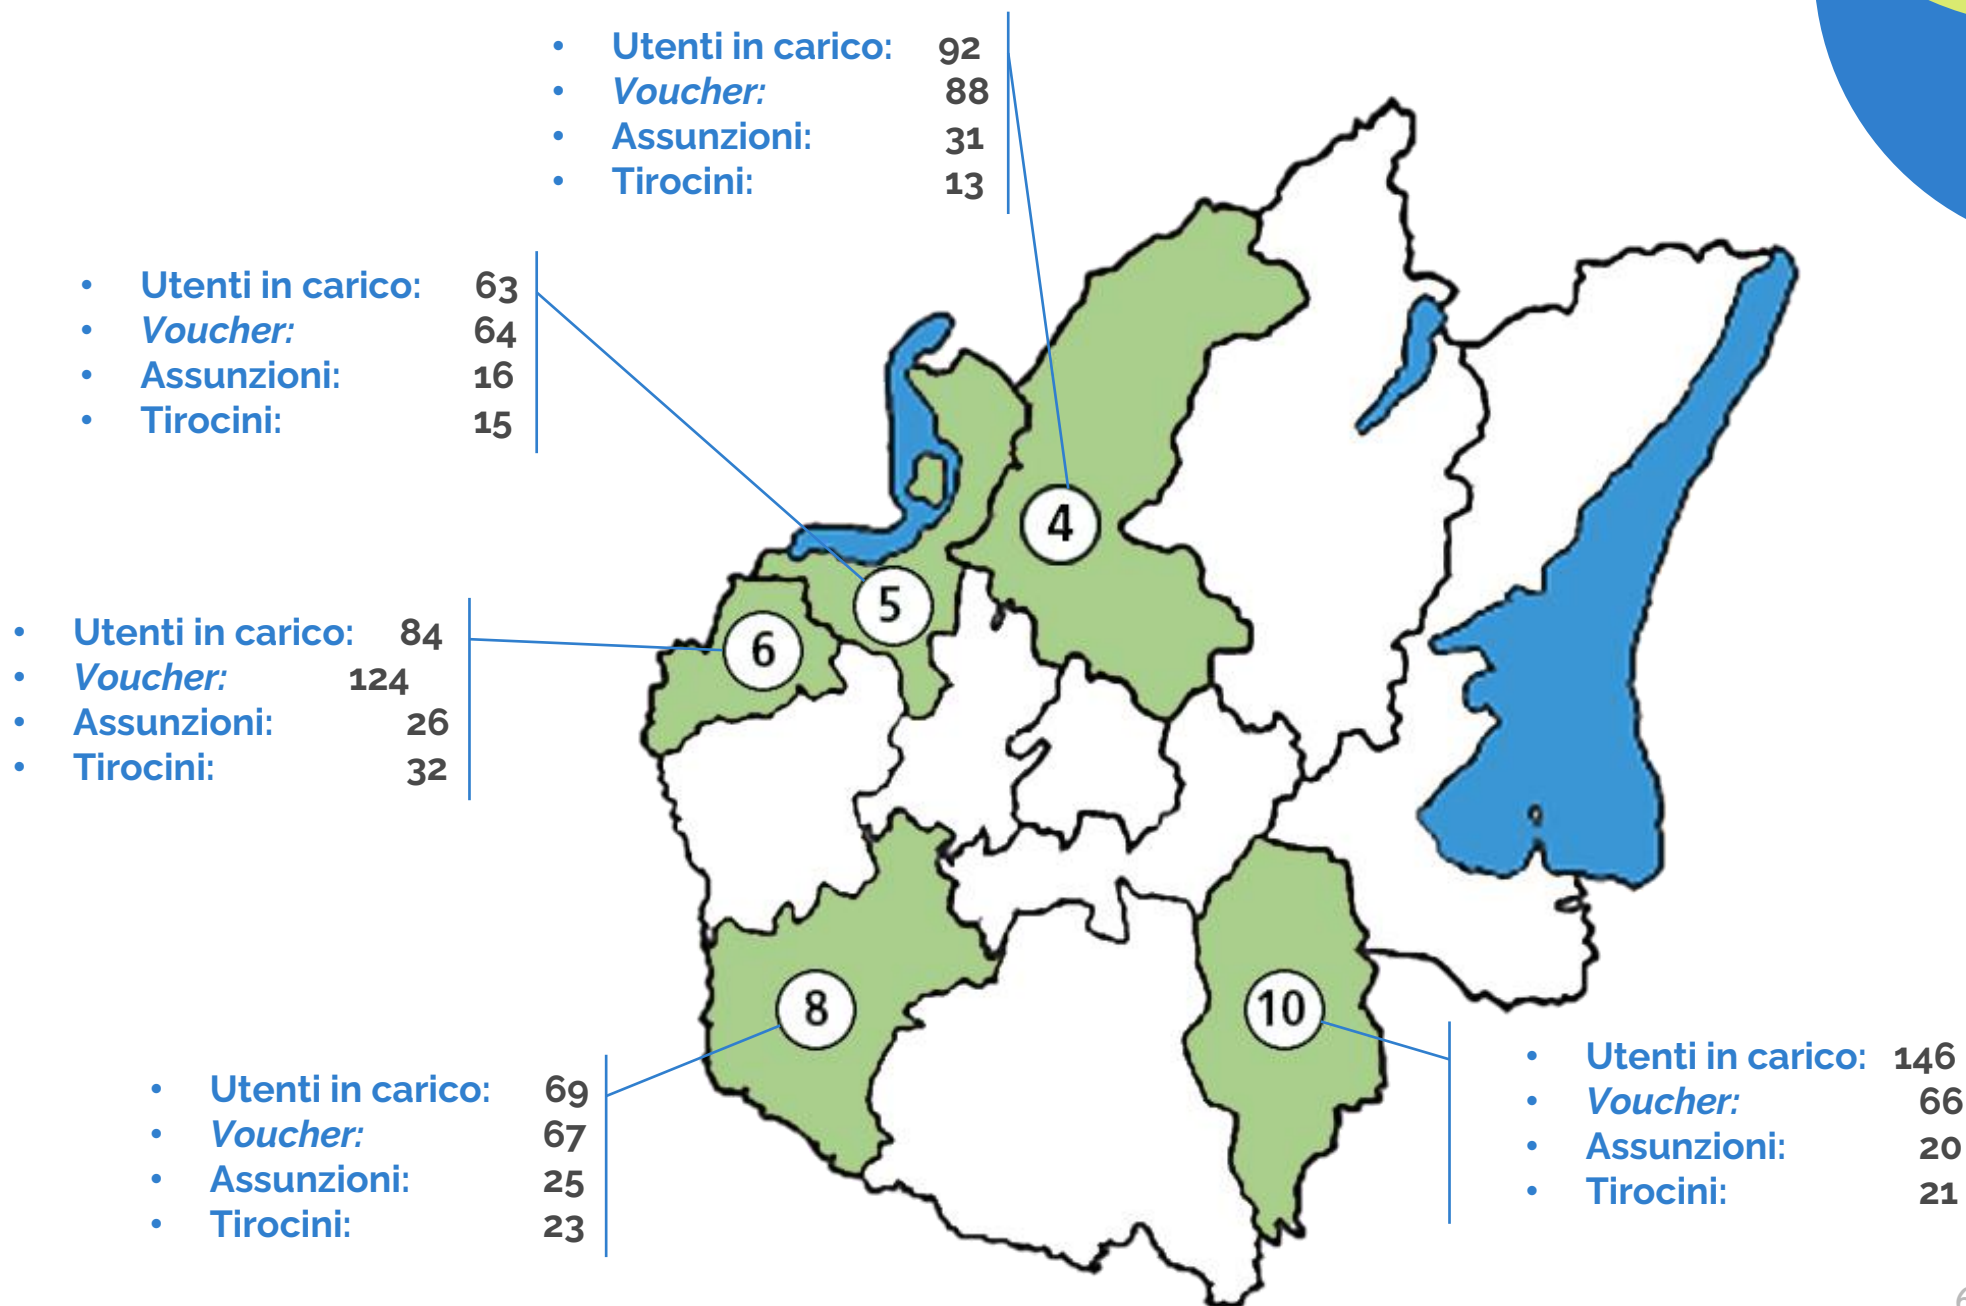 • Utenti in carico: 92
• Voucher: 88
• Assunzioni: 31
• Tirocini: 13
• Utenti in carico: 63
• Voucher: 64
• Assunzioni: 16
• Tirocini: 15
4
5
• Utenti in carico: 84
• Voucher: 124
• Assunzioni: 26
• Tirocini: 32
6
8
10
• Utenti in carico: 69
• Voucher: 67
• Assunzioni: 25
• Tirocini: 23
• Utenti in carico: 146
• Voucher: 66
• Assunzioni: 20
• Tirocini: 21